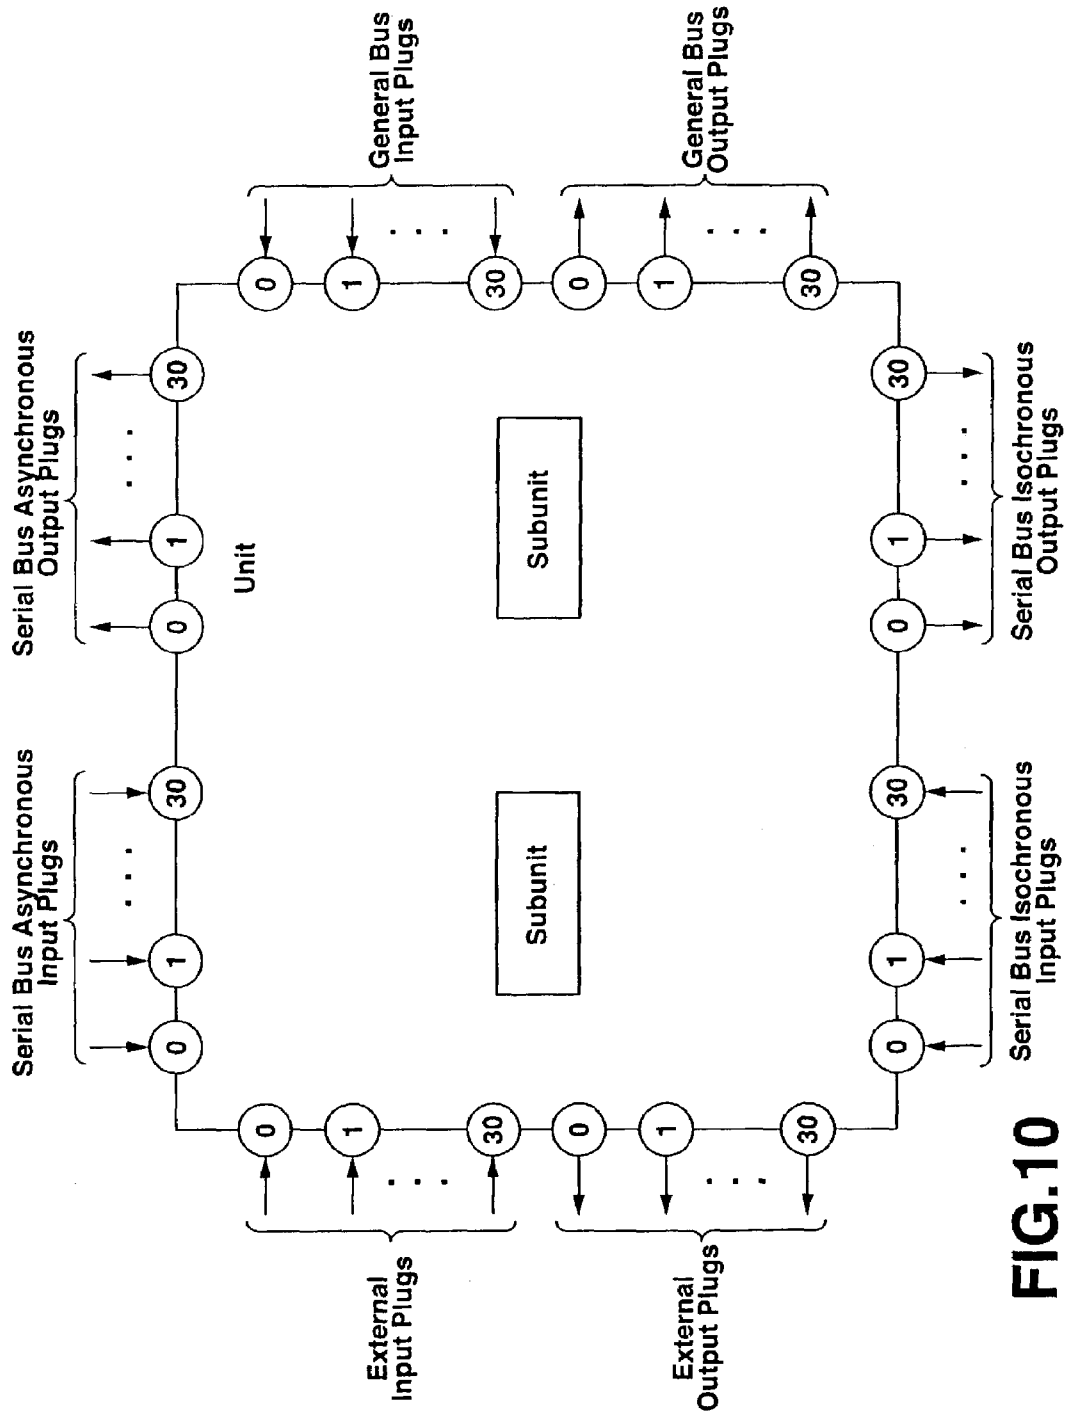 Serial Bus Asynchronous
Input Plugs
Serial Bus Asynchronous
Output Plugs
. . .
. . .
0 1 30 0 1 30
Unit
External
Input Plugs
0
1
. . .
30
General Bus
Input Plugs
0
1
. . .
30
Subunit
Subunit
External
Output Plugs
0
1
. . .
30
General Bus
Output Plugs
0
1
. . .
30
0 1 30 0 1 30
. . .
. . .
Serial Bus Isochronous
Input Plugs
Serial Bus Isochronous
Output Plugs
FIG.10